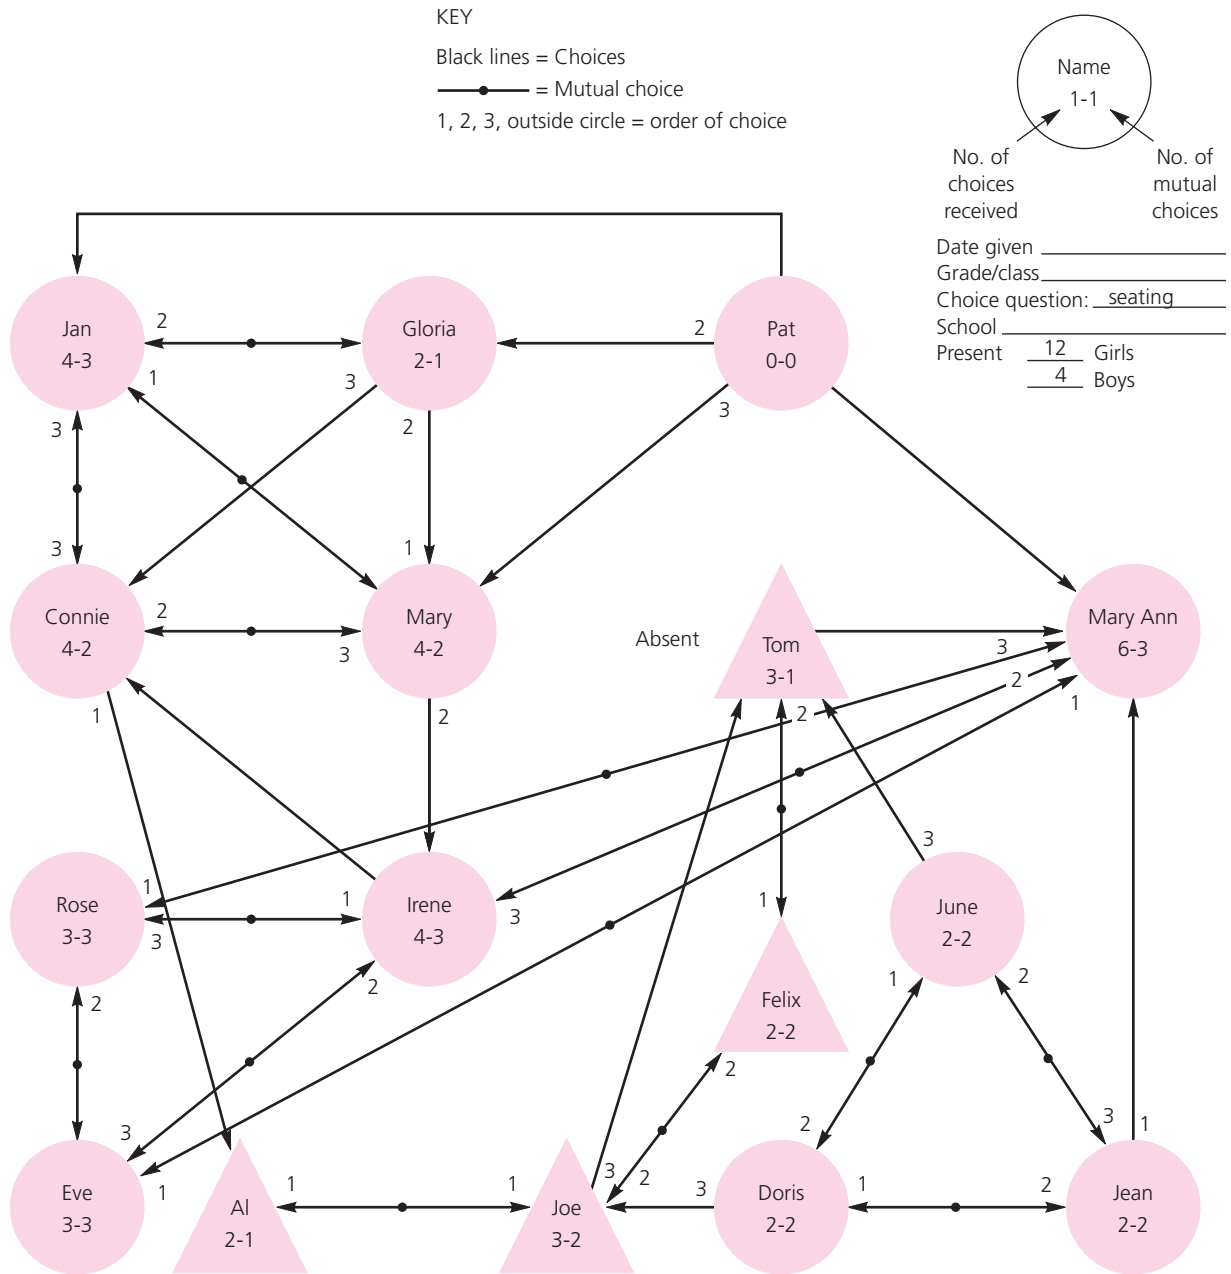 KEY
Black lines = Choices
= Mutual choice
1, 2, 3, outside circle = order of choice
Name
1-1
No. of choices received
No. of mutual choices
Date given
Grade/class
Choice question: seating
School
Present 12 Girls
4 Boys
Jan
4-3
2
1
3
Gloria
2-1
3
2
Pat
0-0
2
3
Connie
4-2
3
2
1
Mary
4-2
1
3
2
Absent
Tom
3-1
2
Mary Ann
6-3
3
2
1
Rose
3-3
1
3
2
Irene
4-3
1
3
2
Felix
2-2
1
2
June
2-2
3
1
2
Eve
3-3
3
1
Al
2-1
1
Joe
3-2
1
3
2
Doris
2-2
3
2
1
Jean
2-2
2
3
1